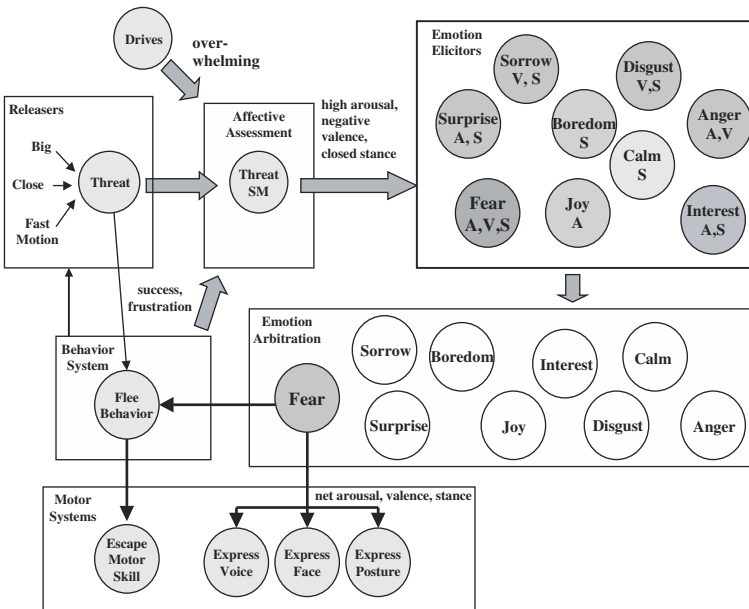 Drives
over-
whelming
Releasers
Big
Close
Fast
Motion
Threat
Affective
Assessment
Threat
SM
high arousal,
negative
valence,
closed stance
Emotion
Elicitors
Sorrow
V, S
Disgust
V,S
Surprise
A, S
Boredom
S
Anger
A,V
Calm
S
Fear
A,V,S
Joy
A
Interest
A,S
success,
frustration
Behavior
System
Flee
Behavior
Emotion
Arbitration
Fear
Sorrow
Boredom
Interest
Calm
Surprise
Joy
Disgust
Anger
Motor
Systems
net arousal, valence, stance
Escape
Motor
Skill
Express
Voice
Express
Face
Express
Posture